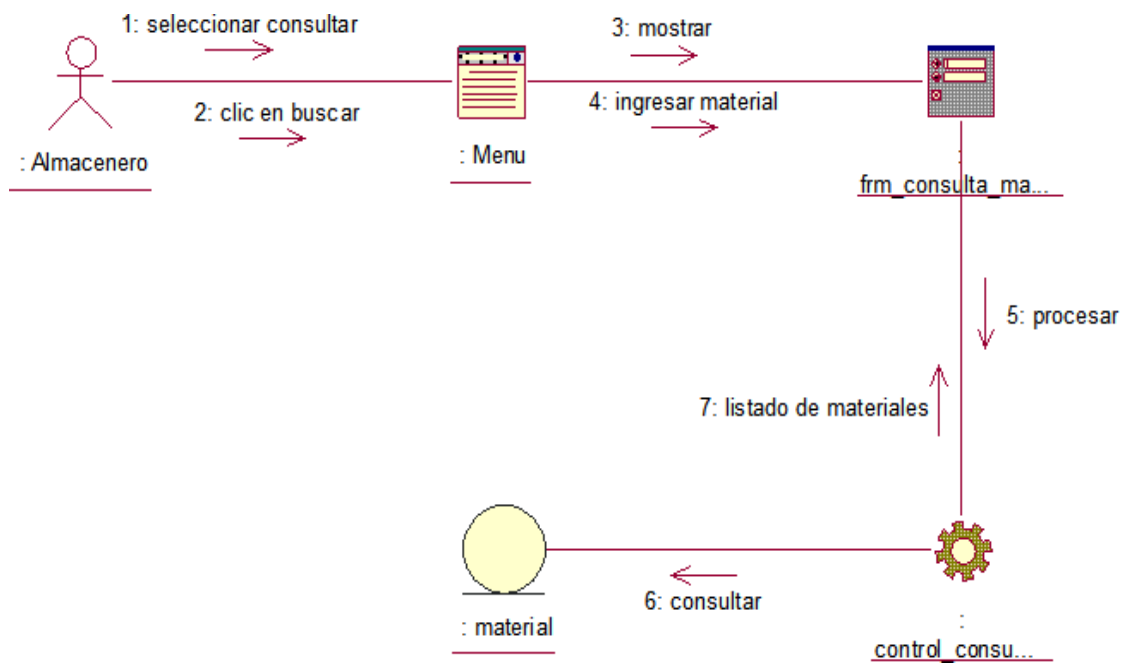 1: seleccionar consultar
3: mostrar
2: clic en buscar
4: ingresar material
: Almacenero
: Menu
:
frm_consulta_ma...
5: procesar
7: listado de materiales
6: consultar
: material
:
control_consu...